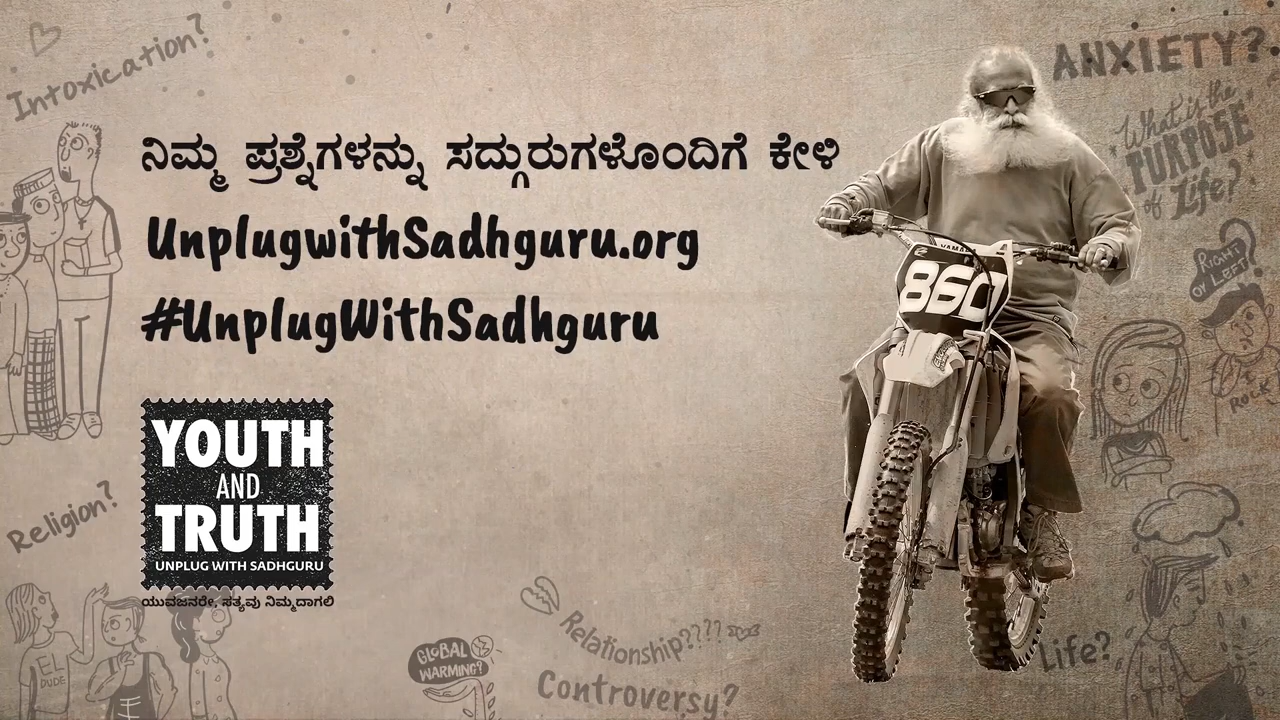 Intoxication?
ANXIETY?
What is the
PURPOSE
of Life?
ನಿಮ್ಮ ಪ್ರಶ್ನೆಗಳನ್ನು ಸದ್ಗುರುಗಳೊಂದಿಗೆ ಕೇಳಿ
UnplugwithSadhguru.org
#UnplugWithSadhguru
YAMAHA
860
RIGHT
OY LEFT
ROCK
YOUTH
AND
TRUTH
UNPLUG WITH SADHGURU
ಯುವಜನರೇ, ಸತ್ಯವು ನಿಮ್ಮದಾಗಲಿ
Religion?
EL
DUDE
GLOBAL
WARMING?
Relationship????
Controversy?
Life?